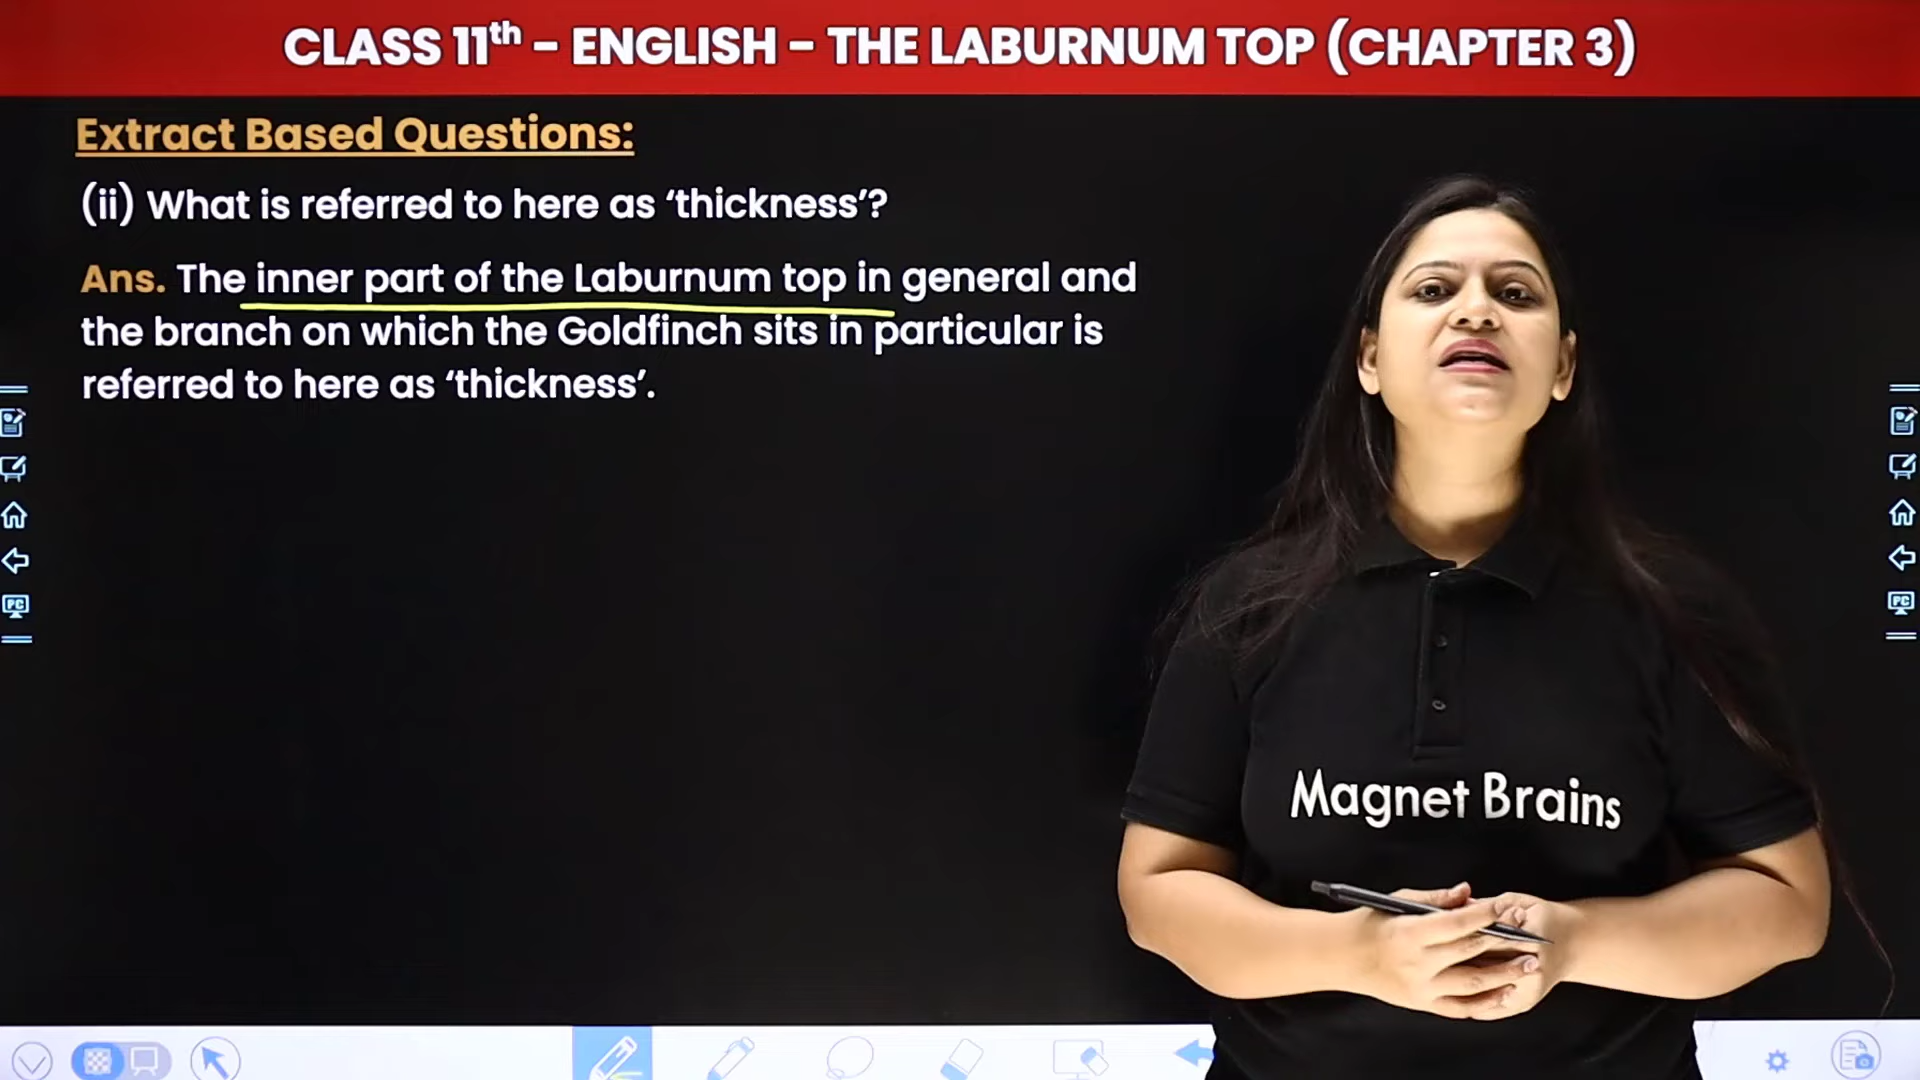 CLASS 11th – ENGLISH – THE LABURNUM TOP (CHAPTER 3)
Extract Based Questions:
(ii) What is referred to here as ‘thickness’?
Ans. The inner part of the Laburnum top in general and
the branch on which the Goldfinch sits in particular is
referred to here as ‘thickness’.
Magnet Brains
PC
PC